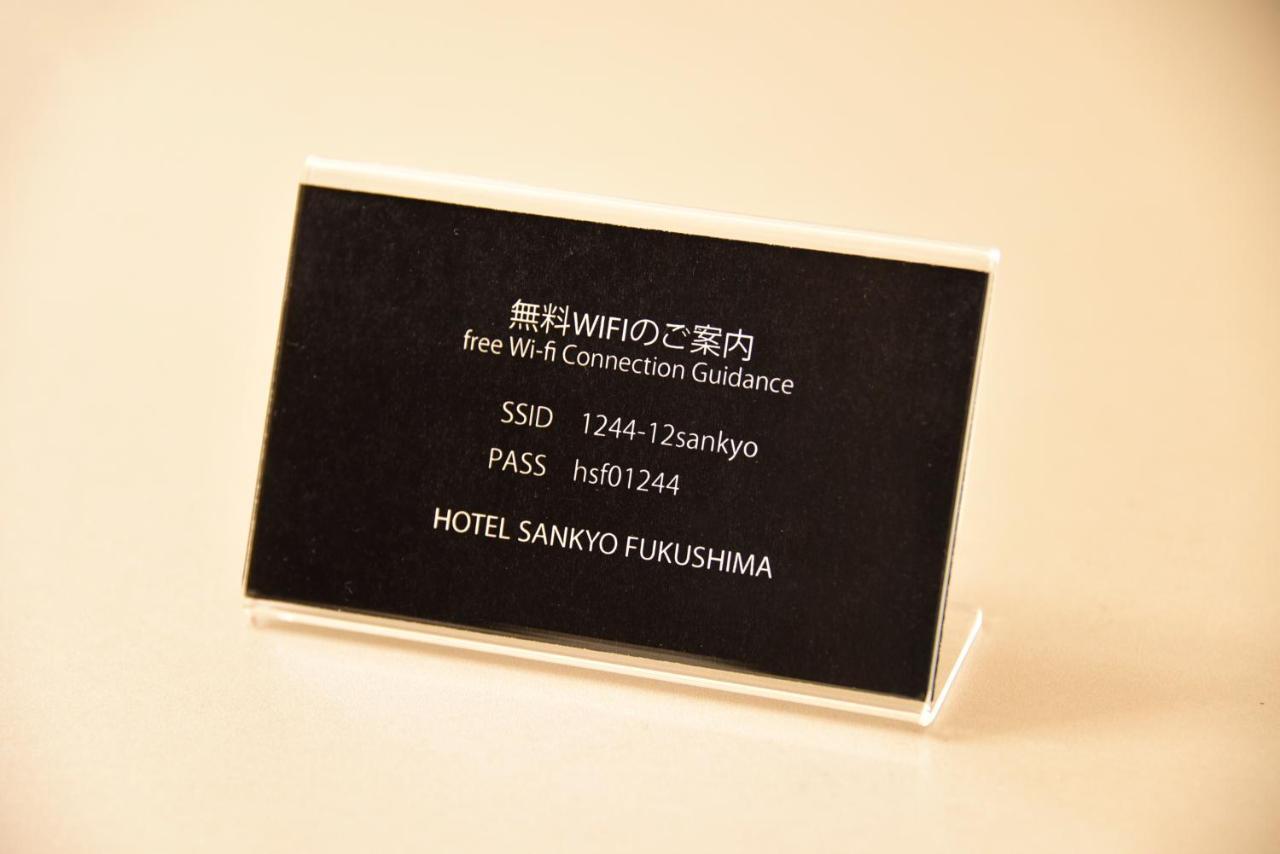 無料WIFIのご案内
free Wi-fi Connection Guidance
SSID 1244-12sankyo
PASS hsf01244
HOTEL SANKYO FUKUSHIMA